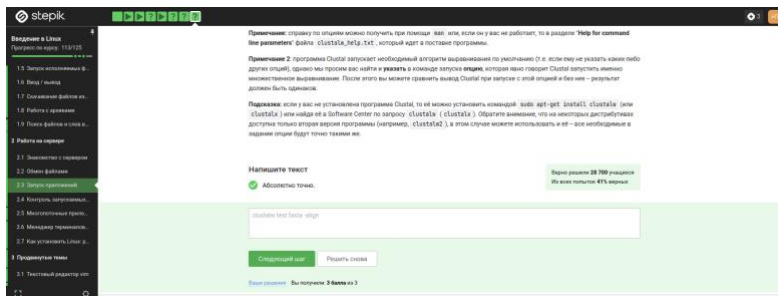 stepik
3
Введение в Linux
Прогресс по курсу: 113/125
1.5 Запуск исполняемых ф...
1.6 Ввод / вывод
1.7 Скачивание файлов из...
1.8 Работа с архивами
1.9 Поиск файлов и слов в...
2 Работа на сервере
2.1 Знакомство с сервером
2.2 Обмен файлами
2.3 Запуск приложений
2.4 Контроль запускаемых...
2.5 Многопоточные прило...
2.6 Менеджер терминалов...
2.7 Как установить Linux: р...
3 Продвинутые темы
3.1 Текстовый редактор vim
Примечание: справку по опциям можно получить при помощи man или, если он у вас не работает, то в разделе "Help for command
line parameters" файла clustalw_help.txt, который идет в поставке программы.
Примечание 2: программа Clustal запускает необходимый алгоритм выравнивания по умолчанию (т.е. если ему не указать каких-либо
других опций), однако мы просим вас найти и указать в команде запуска опцию, которая явно говорит Clustal запустить именно
множественное выравнивание. После этого вы можете сравнить вывод Clustal при запуске с этой опцией и без нее – результат
должен быть одинаков.
Подсказка: если у вас не установлена программа Clustal, то её можно установить командой sudo apt-get install clustalw (или
clustalx) или найдя её в Software Center по запросу clustalw (clustalx). Обратите внимание, что на некоторых дистрибутивах
доступна только вторая версия программы (например, clustalw2), в этом случае можете использовать и её – все необходимые в
задании опции будут точно такими же.
Напишите текст
Абсолютно точно.
Верно решили 28 700 учащихся
Из всех попыток 41% верных
clustalw test.fasta -align
Следующий шаг
Решить снова
Ваши решения Вы получили: 3 балла из 3